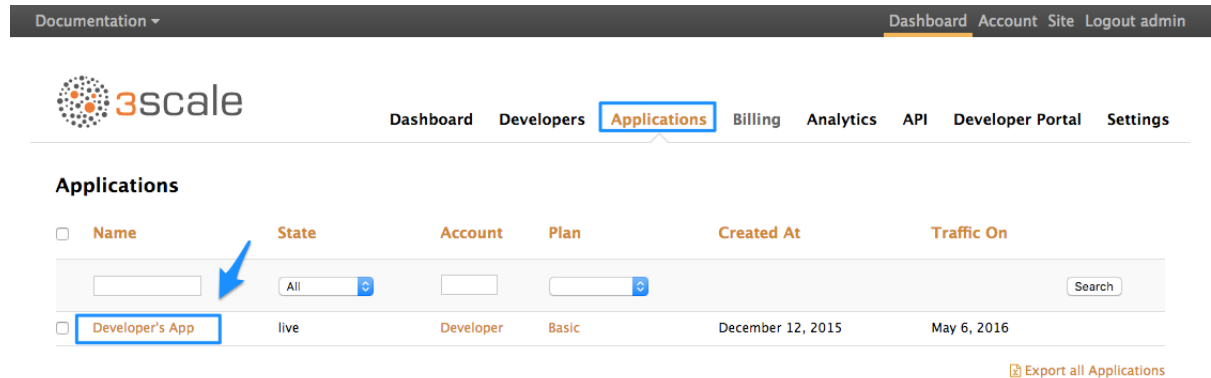 Documentation
Dashboard Account Site Logout admin
3scale
Dashboard Developers Applications Billing Analytics API Developer Portal Settings
Applications
Name State Account Plan Created At Traffic On
All Search
Developer's App live Developer Basic December 12, 2015 May 6, 2016
Export all Applications